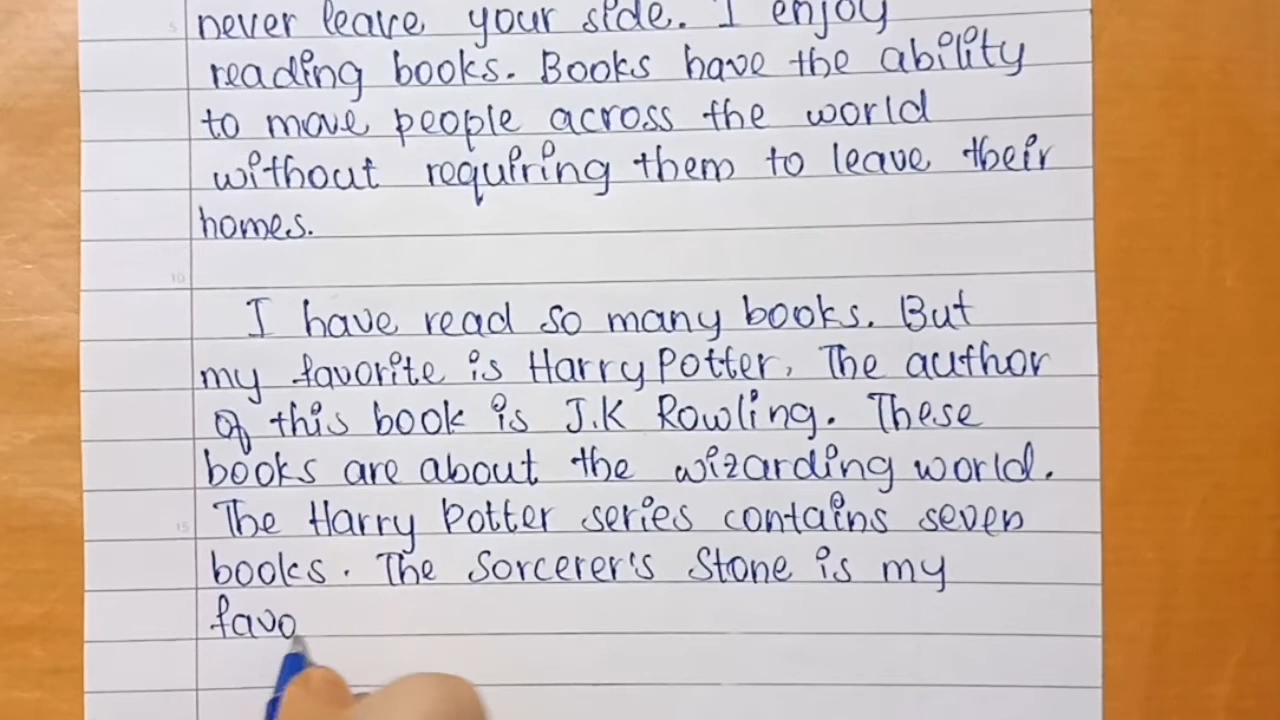 never leave your side. I enjoy
reading books. Books have the ability
to move people across the world
without requiring them to leave their
homes.
I have read so many books. But
my favorite is Harry Potter. The author
of this book is J.K Rowling. These
books are about the wizarding world.
The Harry Potter series contains seven
books. The Sorcerer's Stone is my
favo